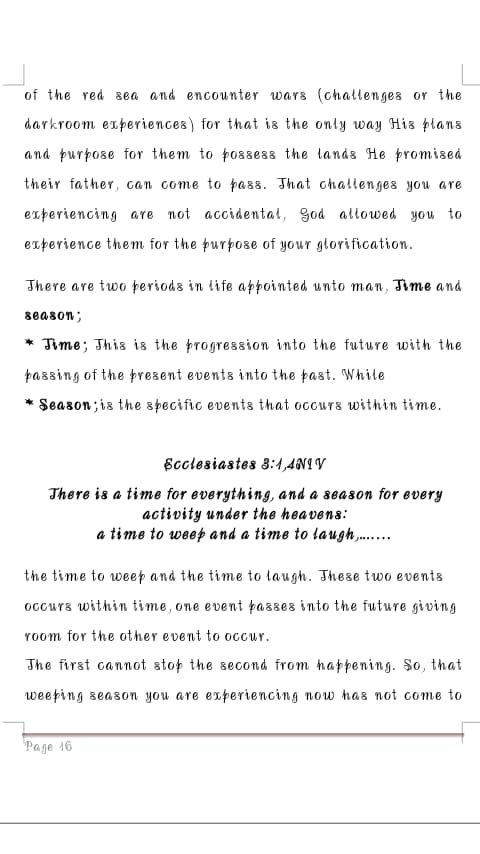 of the red sea and encounter wars (challenges or the
darkroom experiences) for that is the only way His plans
and purpose for them to possess the lands He promised
their father, can come to pass. That challenges you are
experiencing are not accidental, God allowed you to
experience them for the purpose of your glorification.
There are two periods in life appointed unto man, Time and
season;
* Time; This is the progression into the future with the
passing of the present events into the past. While
* Season;is the specific events that occurs within time.
Ecclesiastes 3:1,4NIV
There is a time for everything, and a season for every
activity under the heavens:
a time to weep and a time to laugh,.......
the time to weep and the time to laugh. These two events
occurs within time, one event passes into the future giving
room for the other event to occur.
The first cannot stop the second from happening. So, that
weeping season you are experiencing now has not come to
Page 16